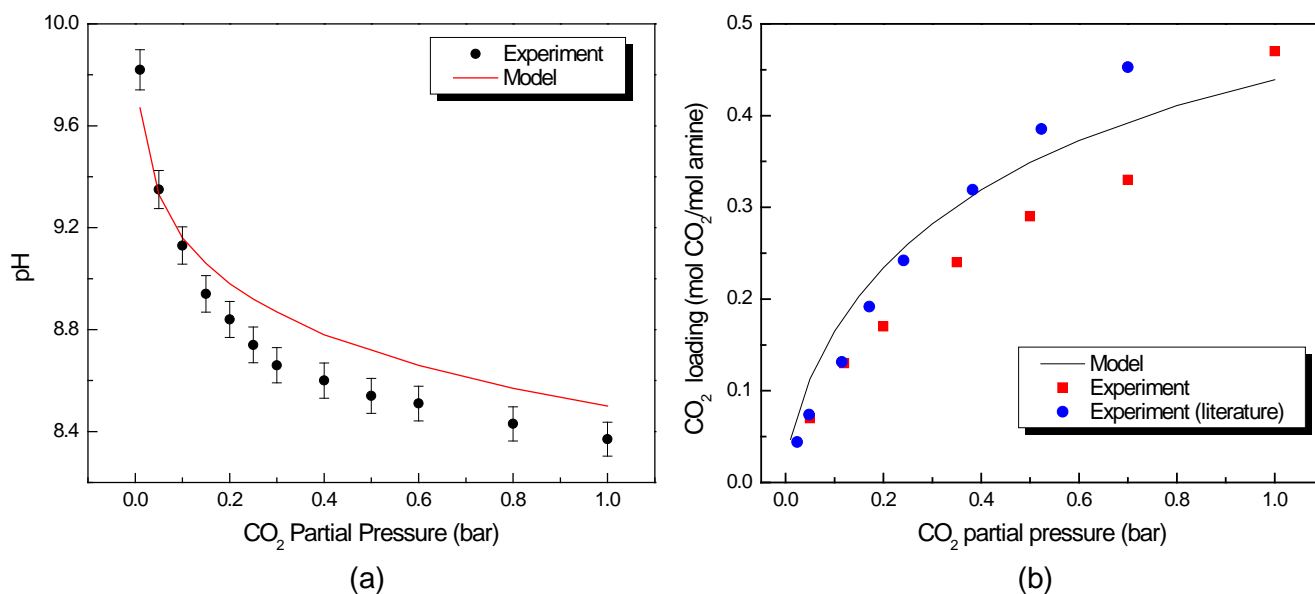 10.0
9.6
9.2
8.8
8.4
pH
0.0 0.2 0.4 0.6 0.8 1.0
CO2 Partial Pressure (bar)
Experiment
Model
(a)
0.5
0.4
0.3
0.2
0.1
0.0
CO2 loading (mol CO2/mol amine)
0.0 0.2 0.4 0.6 0.8 1.0
CO2 partial pressure (bar)
Model
Experiment
Experiment (literature)
(b)